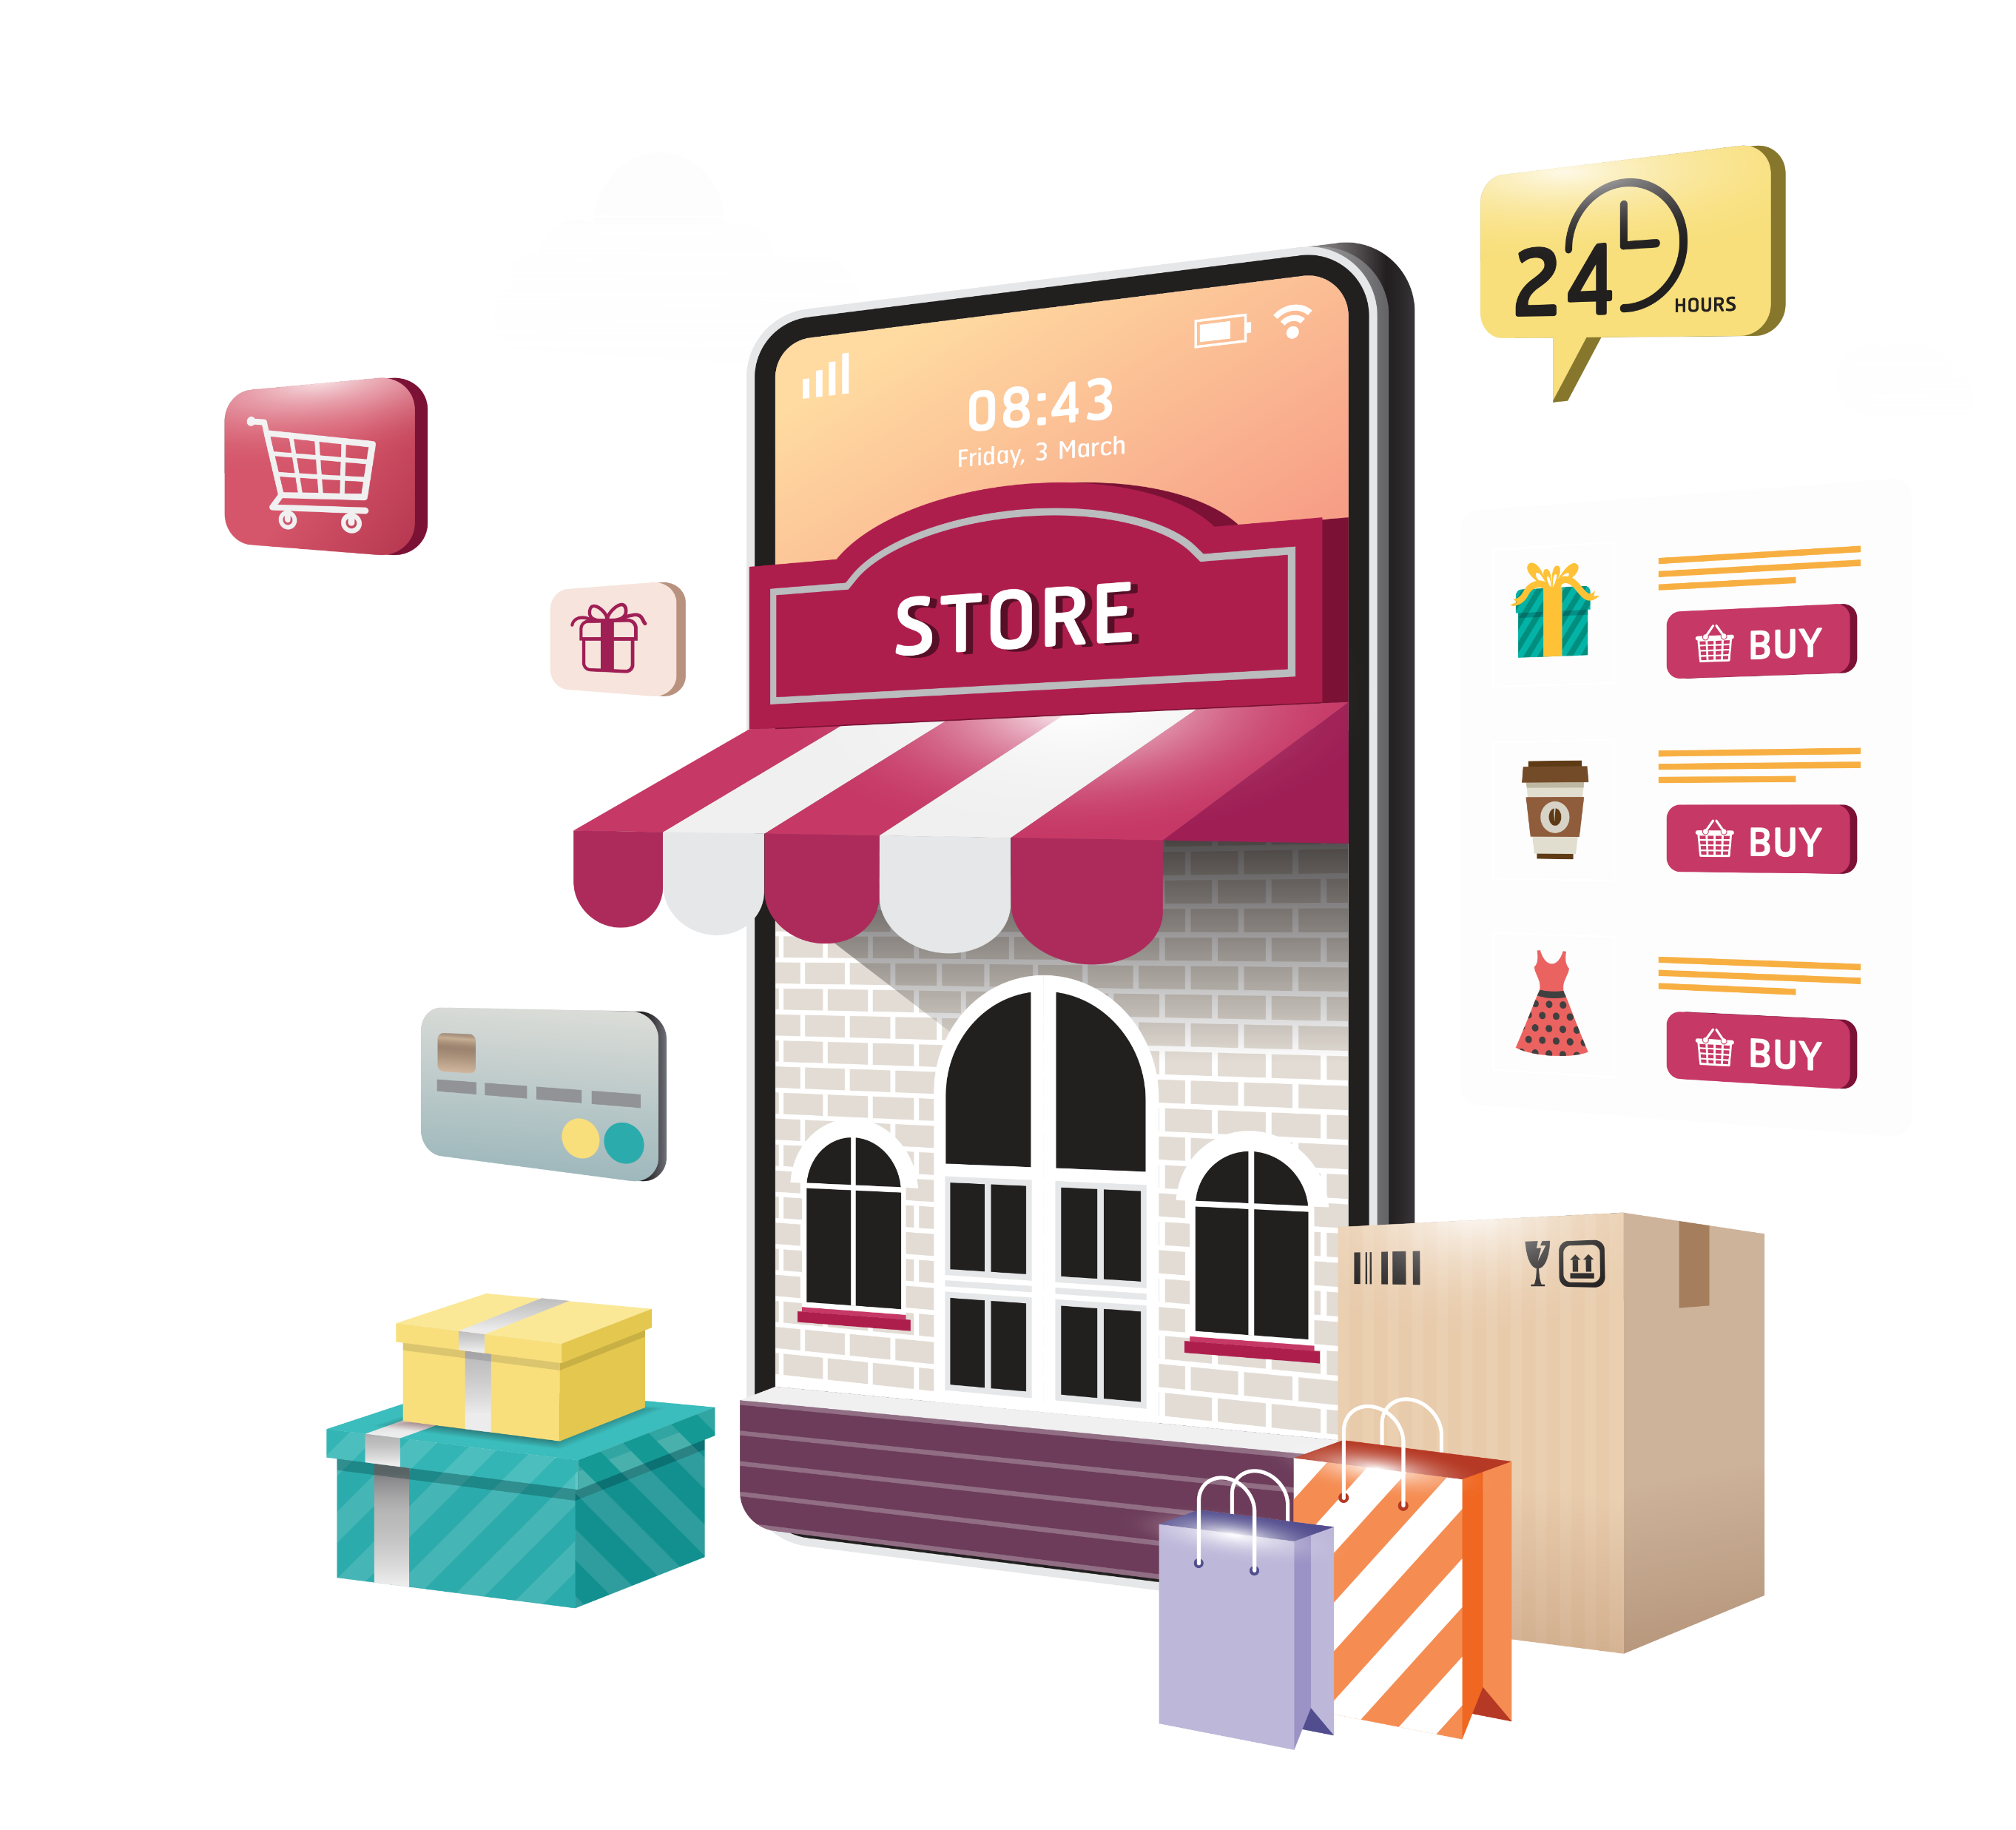 24
HOURS
08:43
Friday, 3 March
STORE
BUY
BUY
BUY